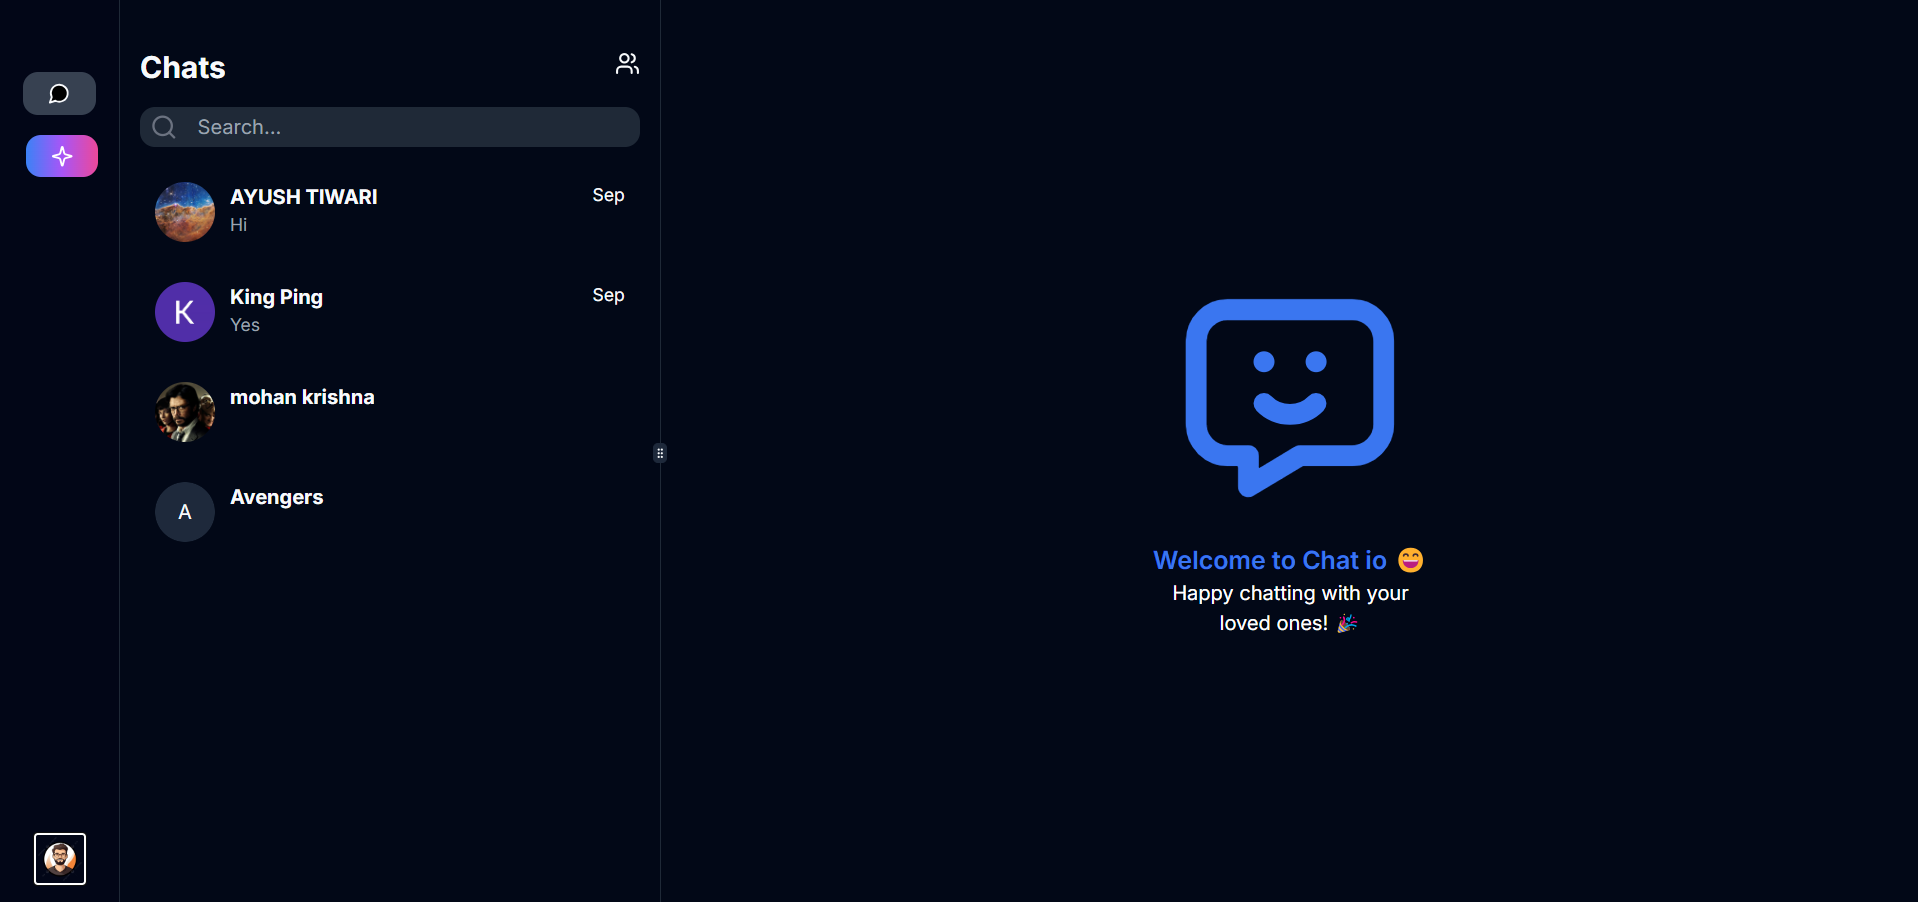 Chats
Search...
AYUSH TIWARI
Sep
Hi
K
King Ping
Sep
Yes
mohan krishna
A
Avengers
Welcome to Chat io 😄
Happy chatting with your
loved ones! 🎉